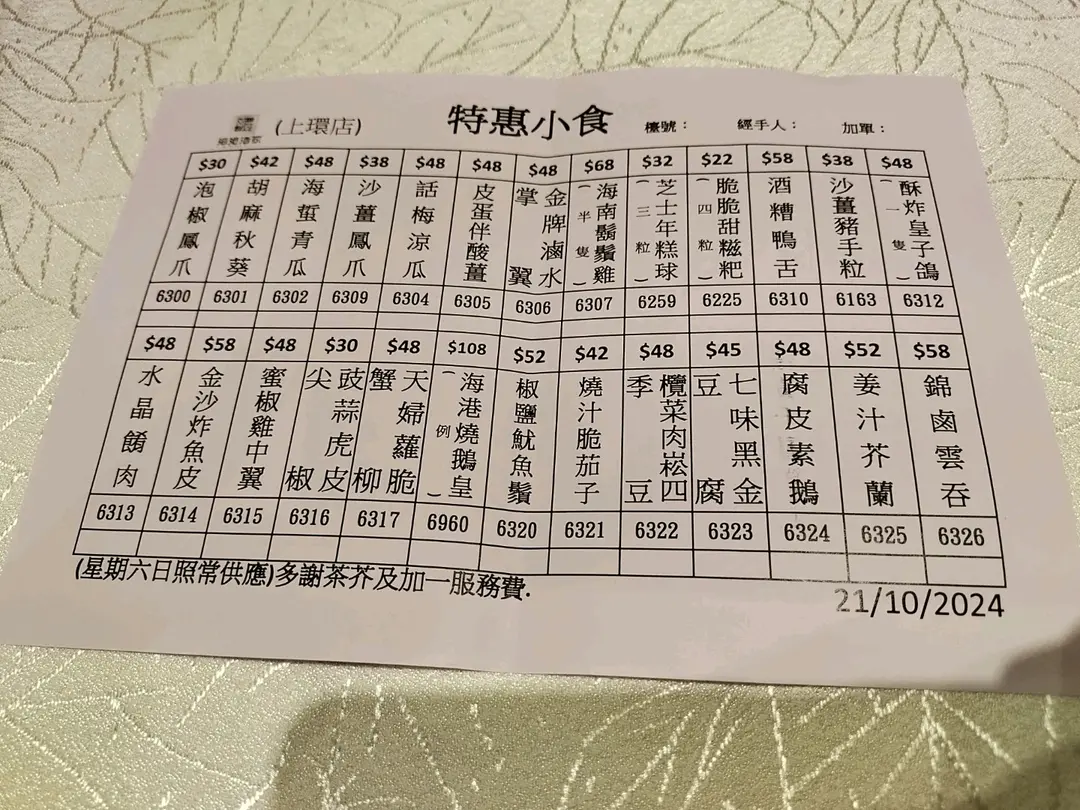 (上環店)
特惠小食
檯號：
經手人：
加單：
$30 $42 $48 $38 $48 $48 $48 $68 $32 $22 $58 $38 $48
泡椒鳳爪
胡麻秋葵
海蜇青瓜
沙薑鳳爪
話梅涼瓜
皮蛋伴酸薑
金牌滷水掌翼
海南鬍鬚雞(半隻)
芝士年糕球(三粒)
脆脆甜糍粑(四粒)
酒糟鴨舌
沙薑豬手粒
酥炸皇子鴿(一隻)
6300 6301 6302 6309 6304 6305 6306 6307 6259 6225 6310 6163 6312
$48 $58 $48 $30 $48 $108 $52 $42 $48 $45 $48 $52 $58
水晶餚肉
金沙炸魚皮
蜜椒雞中翼
豉蒜虎皮尖椒
天婦蘿脆蟹柳
海港燒鵝皇(例)
椒鹽魷魚鬚
燒汁脆茄子
欖菜肉崧四季豆
七味黑金豆腐
腐皮素鵝
姜汁芥蘭
錦鹵雲吞
6313 6314 6315 6316 6317 6960 6320 6321 6322 6323 6324 6325 6326
(星期六日照常供應)多謝茶芥及加一服務費.
21/10/2024